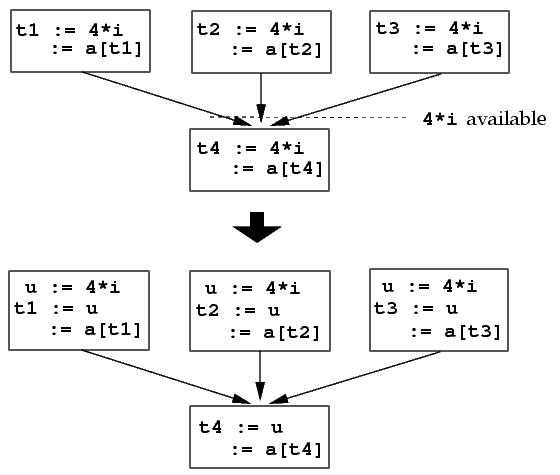 t1 := 4*i
:= a[t1]
t2 := 4*i
:= a[t2]
t3 := 4*i
:= a[t3]
4*i available
t4 := 4*i
:= a[t4]
u := 4*i
t1 := u
:= a[t1]
u := 4*i
t2 := u
:= a[t2]
u := 4*i
t3 := u
:= a[t3]
t4 := u
:= a[t4]